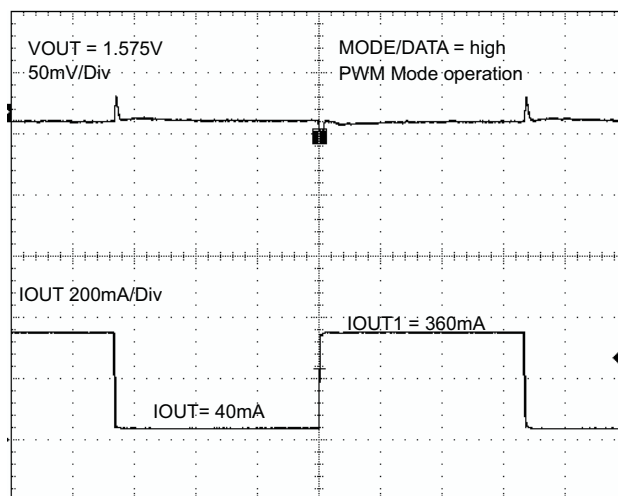 VOUT = 1.575V
50mV/Div
MODE/DATA = high
PWM Mode operation
IOUT 200mA/Div
IOUT1 = 360mA
IOUT= 40mA